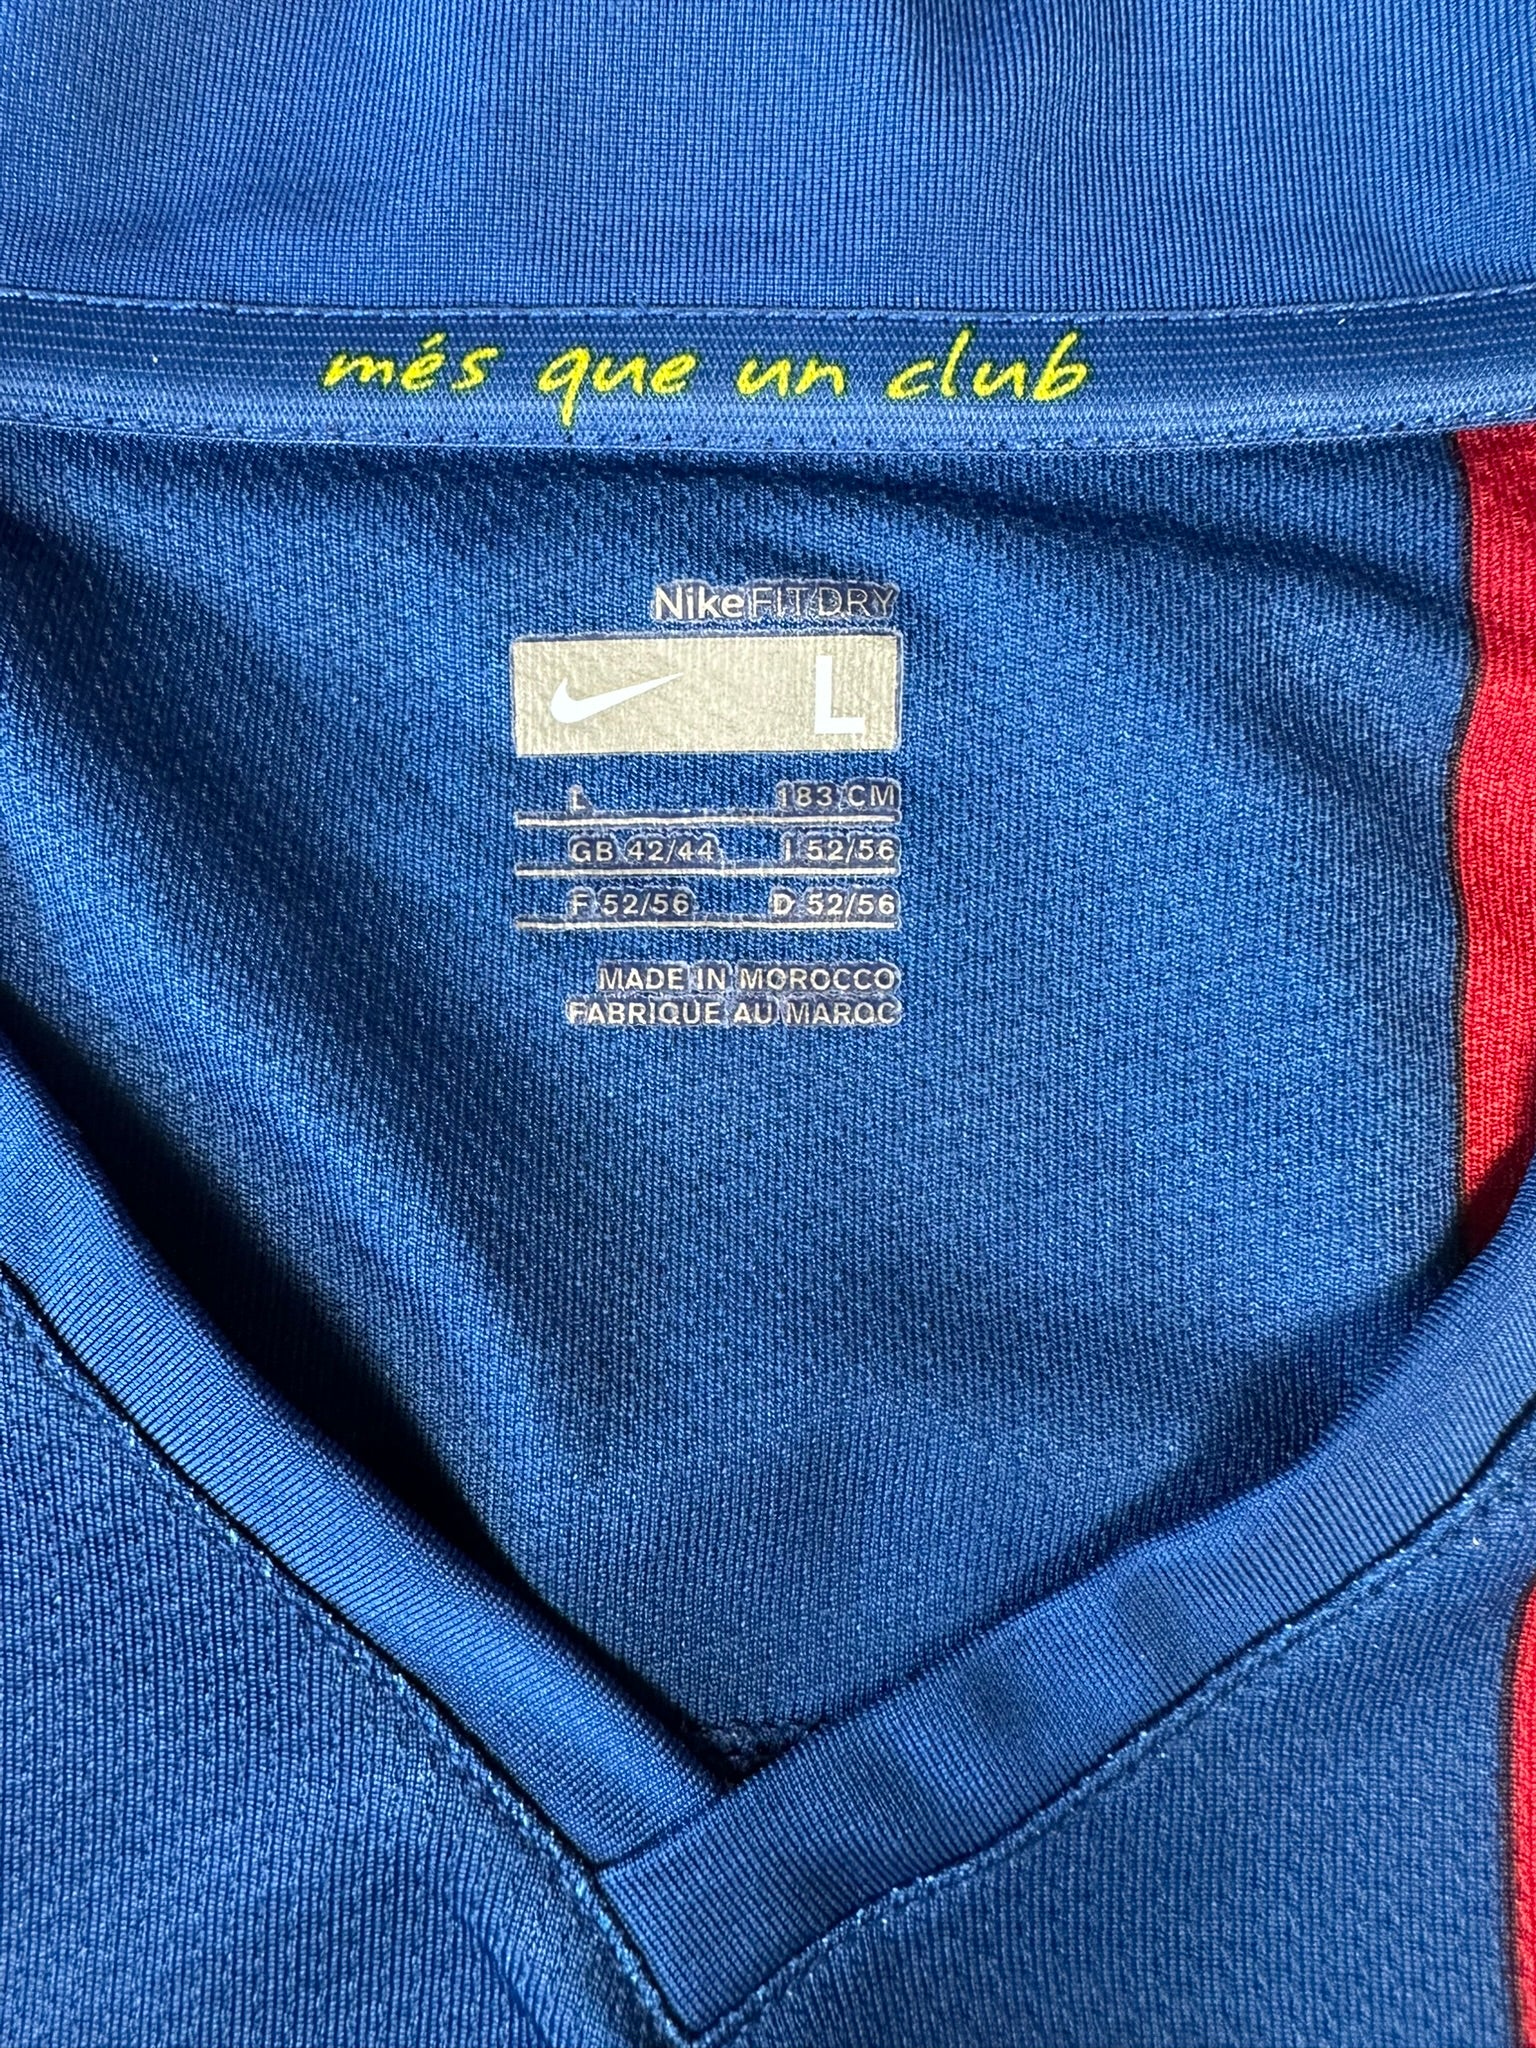 més que un club
NikeFIT DRY
L
L 183 CM
GB 42/44 I 52/56
F 52/56 D 52/56
MADE IN MOROCCO
FABRIQUE AU MAROC